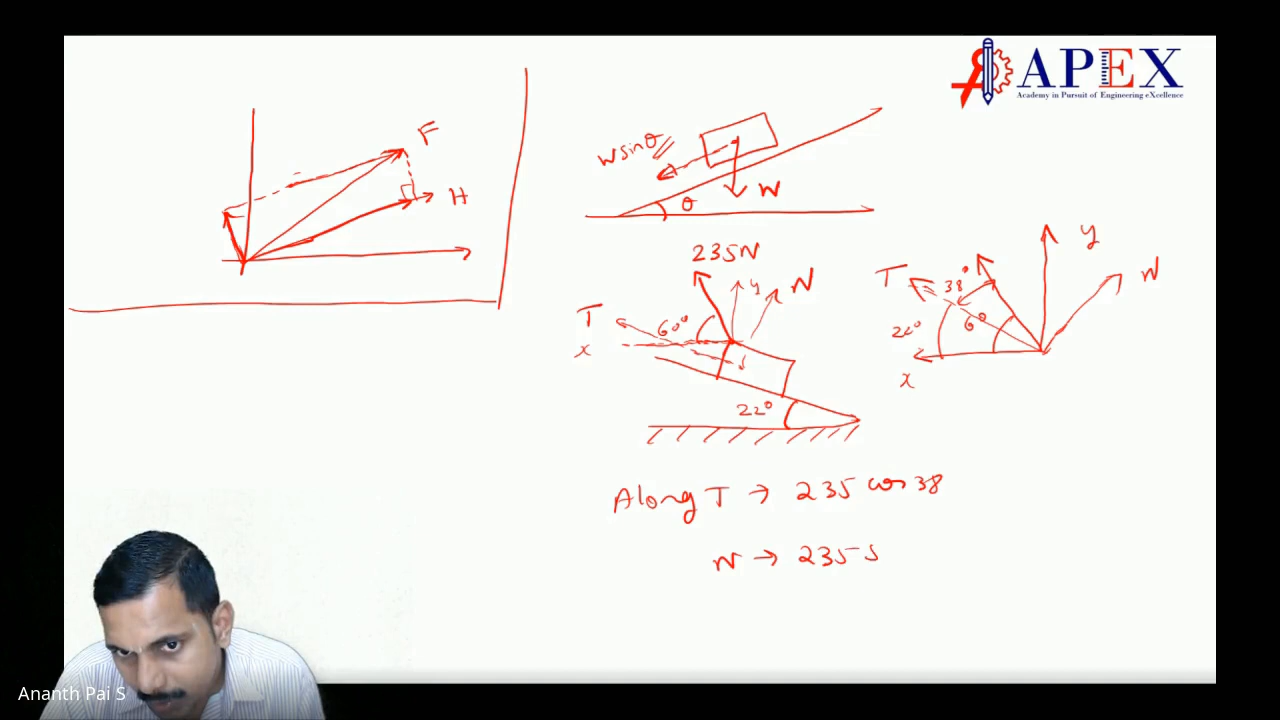 APEX
Academy in Pursuit of Engineering eXcellence
F
H
W sinθ
W
θ
235N
y
N
T
60°
x
22°
y
N
T
38°
22°
60
x
Along T → 235 cos 38
N → 235 s
Ananth Pai S